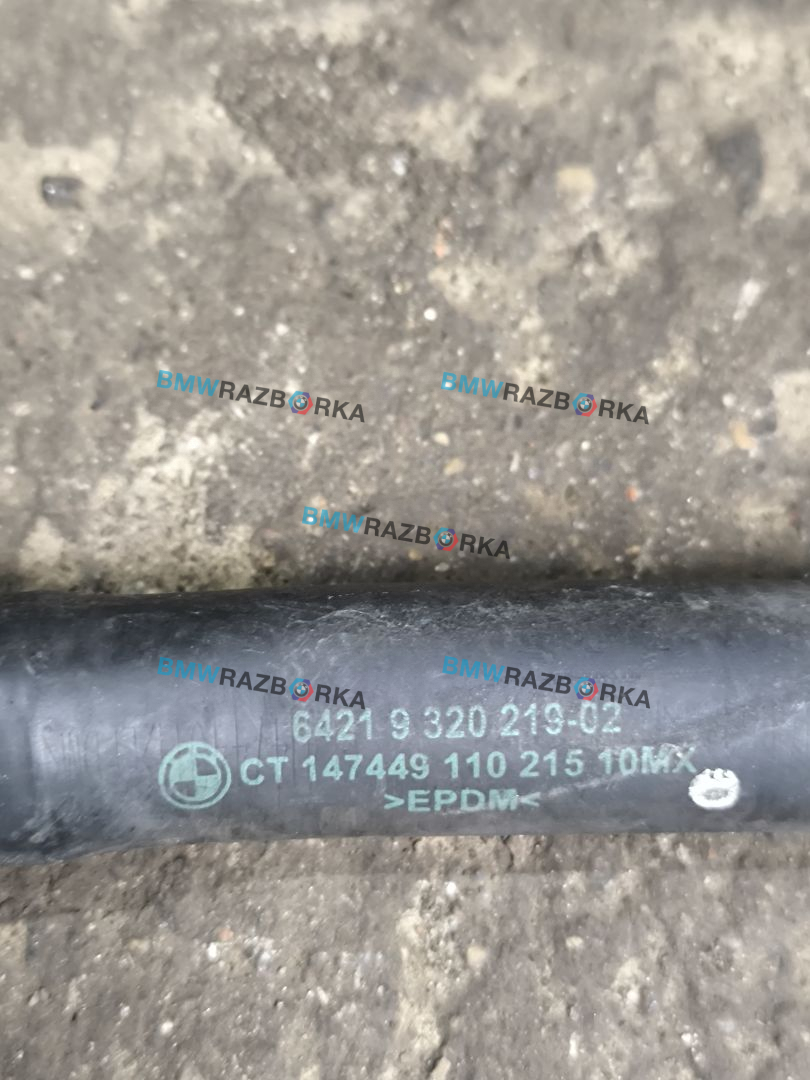 BMWRAZBORKA
BMWRAZBORKA
BMWRAZBORKA
BMWRAZBORKA
BMWRAZBORKA
6421 9 320 219-02
CT 147449 110 215 10MX
>EPDM<